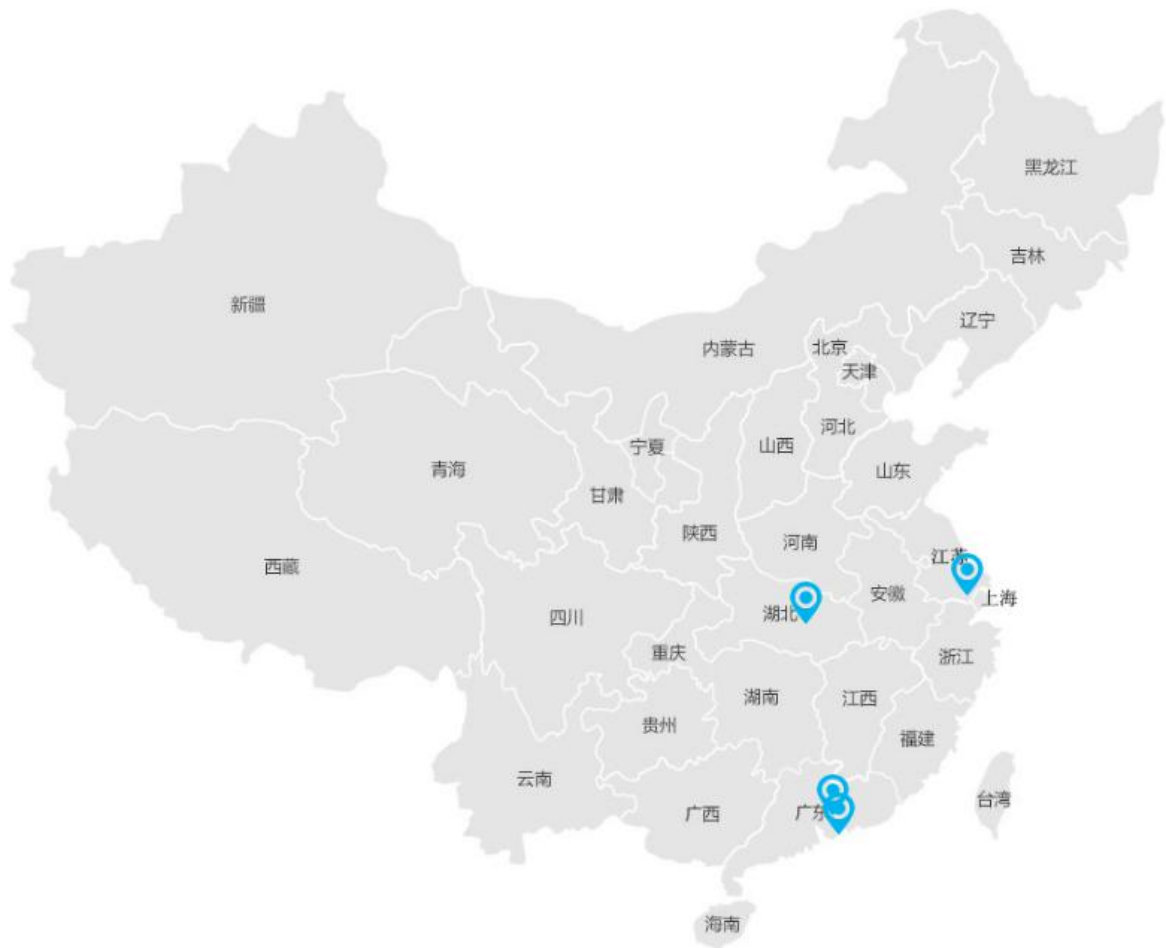 黑龙江
吉林
新疆
辽宁
内蒙古
北京
天津
河北
宁夏
山西
青海
山东
甘肃
陕西
河南
江苏
西藏
安徽
上海
湖北
四川
重庆
浙江
湖南
江西
贵州
福建
云南
台湾
广西
广东
海南